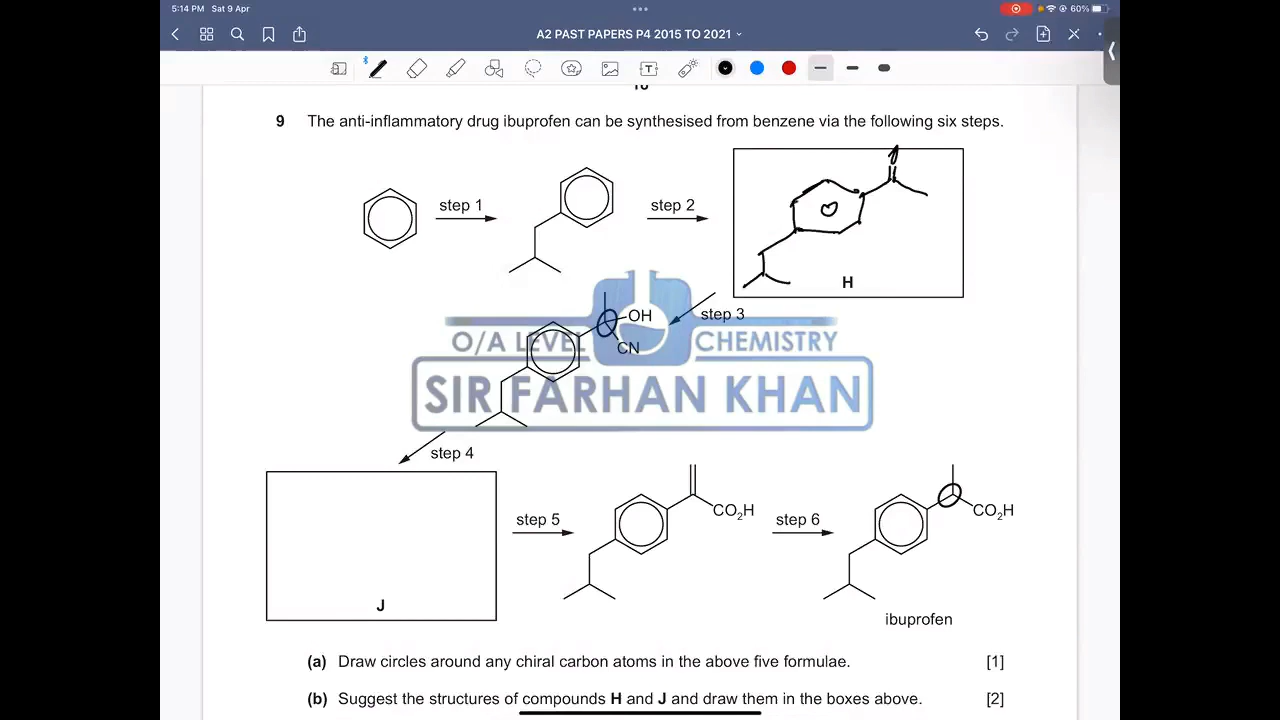 5:14 PM Sat 9 Apr
60%
A2 PAST PAPERS P4 2015 TO 2021
9 The anti-inflammatory drug ibuprofen can be synthesised from benzene via the following six steps.
step 1
step 2
H
step 3
OH
CN
O/A LEVEL CHEMISTRY
SIR FARHAN KHAN
step 4
J
step 5
CO₂H
step 6
CO₂H
ibuprofen
(a) Draw circles around any chiral carbon atoms in the above five formulae. [1]
(b) Suggest the structures of compounds H and J and draw them in the boxes above. [2]